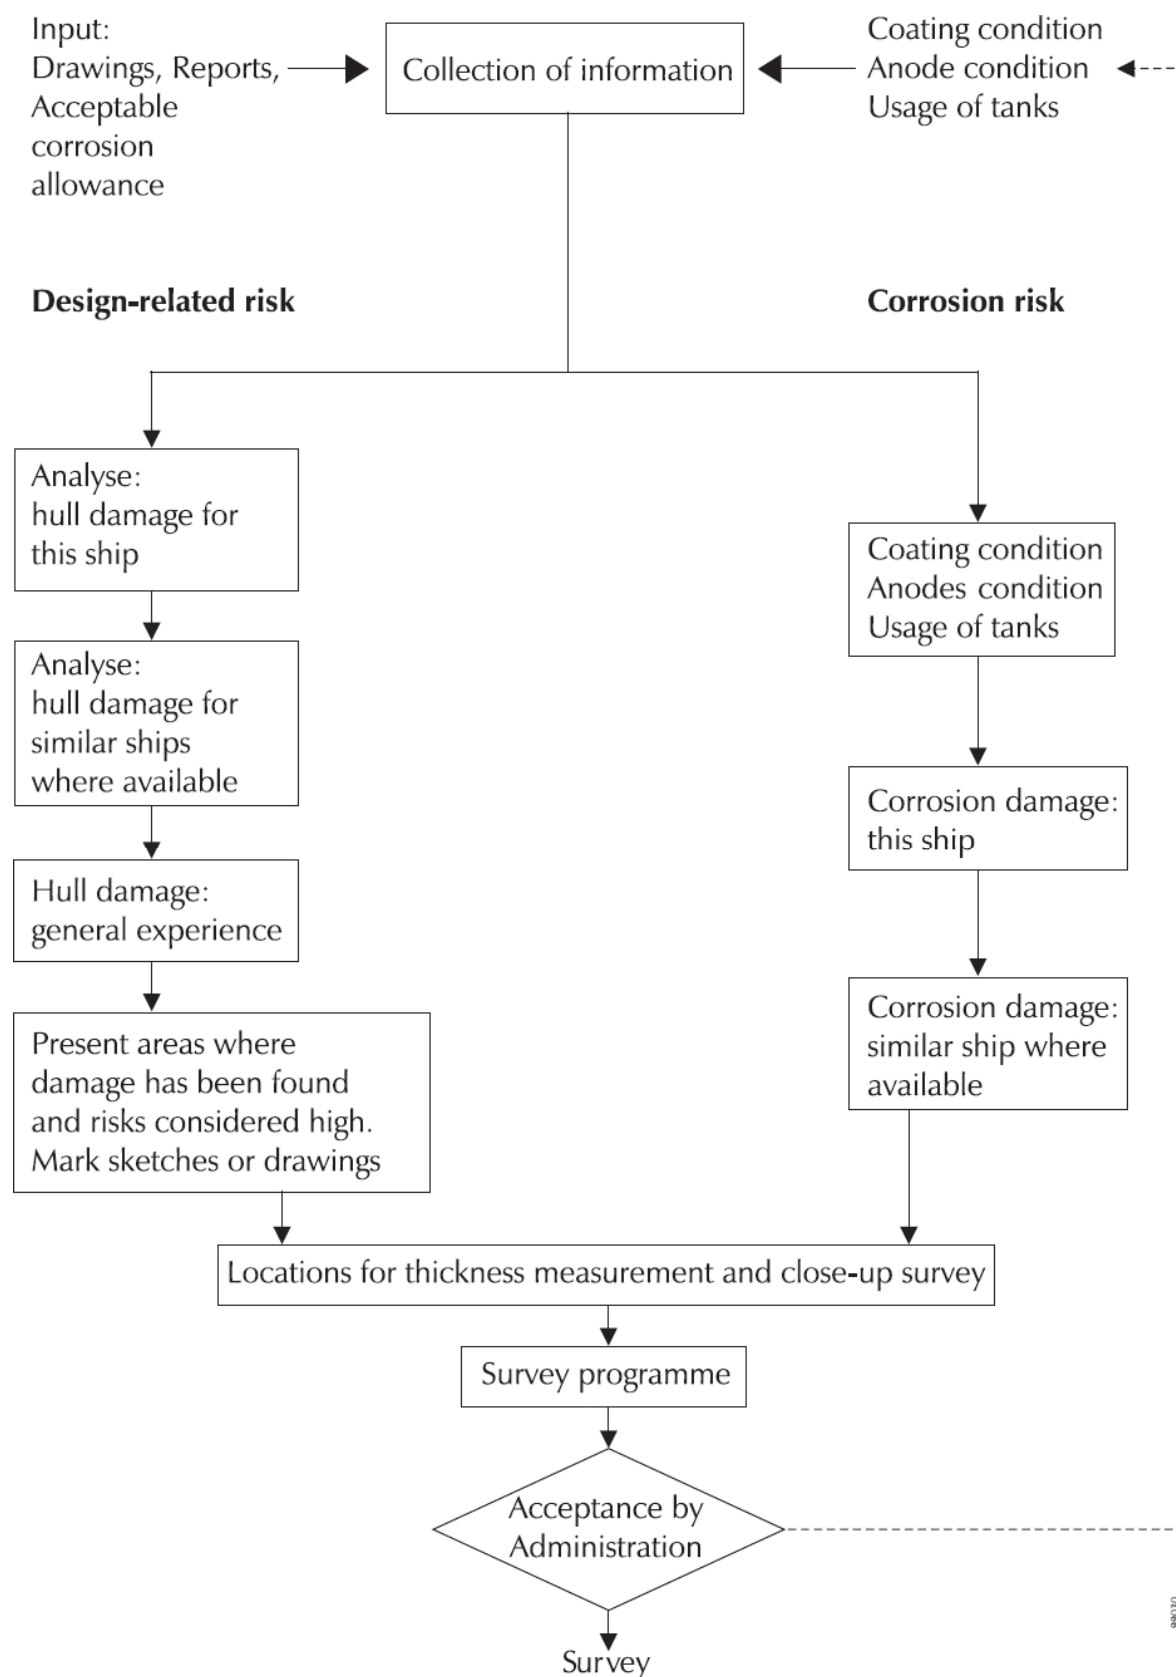 Input:
Drawings, Reports,
Acceptable
corrosion
allowance
Collection of information
Coating condition
Anode condition
Usage of tanks
Design-related risk
Corrosion risk
Analyse:
hull damage for
this ship
Analyse:
hull damage for
similar ships
where available
Hull damage:
general experience
Present areas where
damage has been found
and risks considered high.
Mark sketches or drawings
Coating condition
Anodes condition
Usage of tanks
Corrosion damage:
this ship
Corrosion damage:
similar ship where
available
Locations for thickness measurement and close-up survey
Survey programme
Acceptance by
Administration
Survey